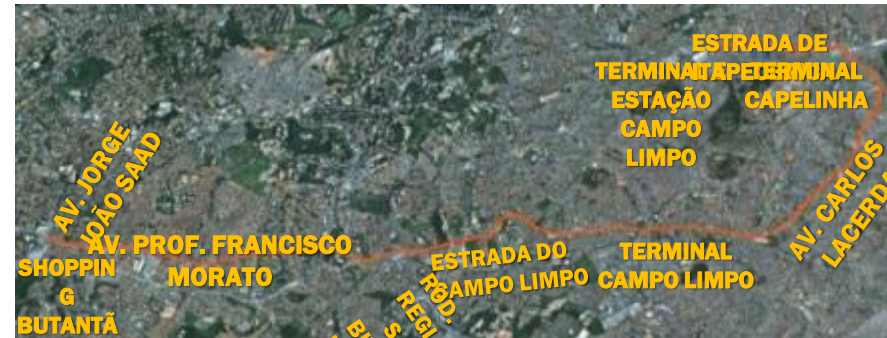 ESTRADA DE
ITAPECERICA
TERMINAL E
ESTAÇÃO
CAMPO
LIMPO
TERMINAL
CAPELINHA
AV. JORGE
JOÃO SAAD
AV. CARLOS
LACERDA
AV. PROF. FRANCISCO
MORATO
ESTRADA DO
CAMPO LIMPO
TERMINAL
CAMPO LIMPO
SHOPPIN
G
BUTANTÃ
ROD.
REGI
S